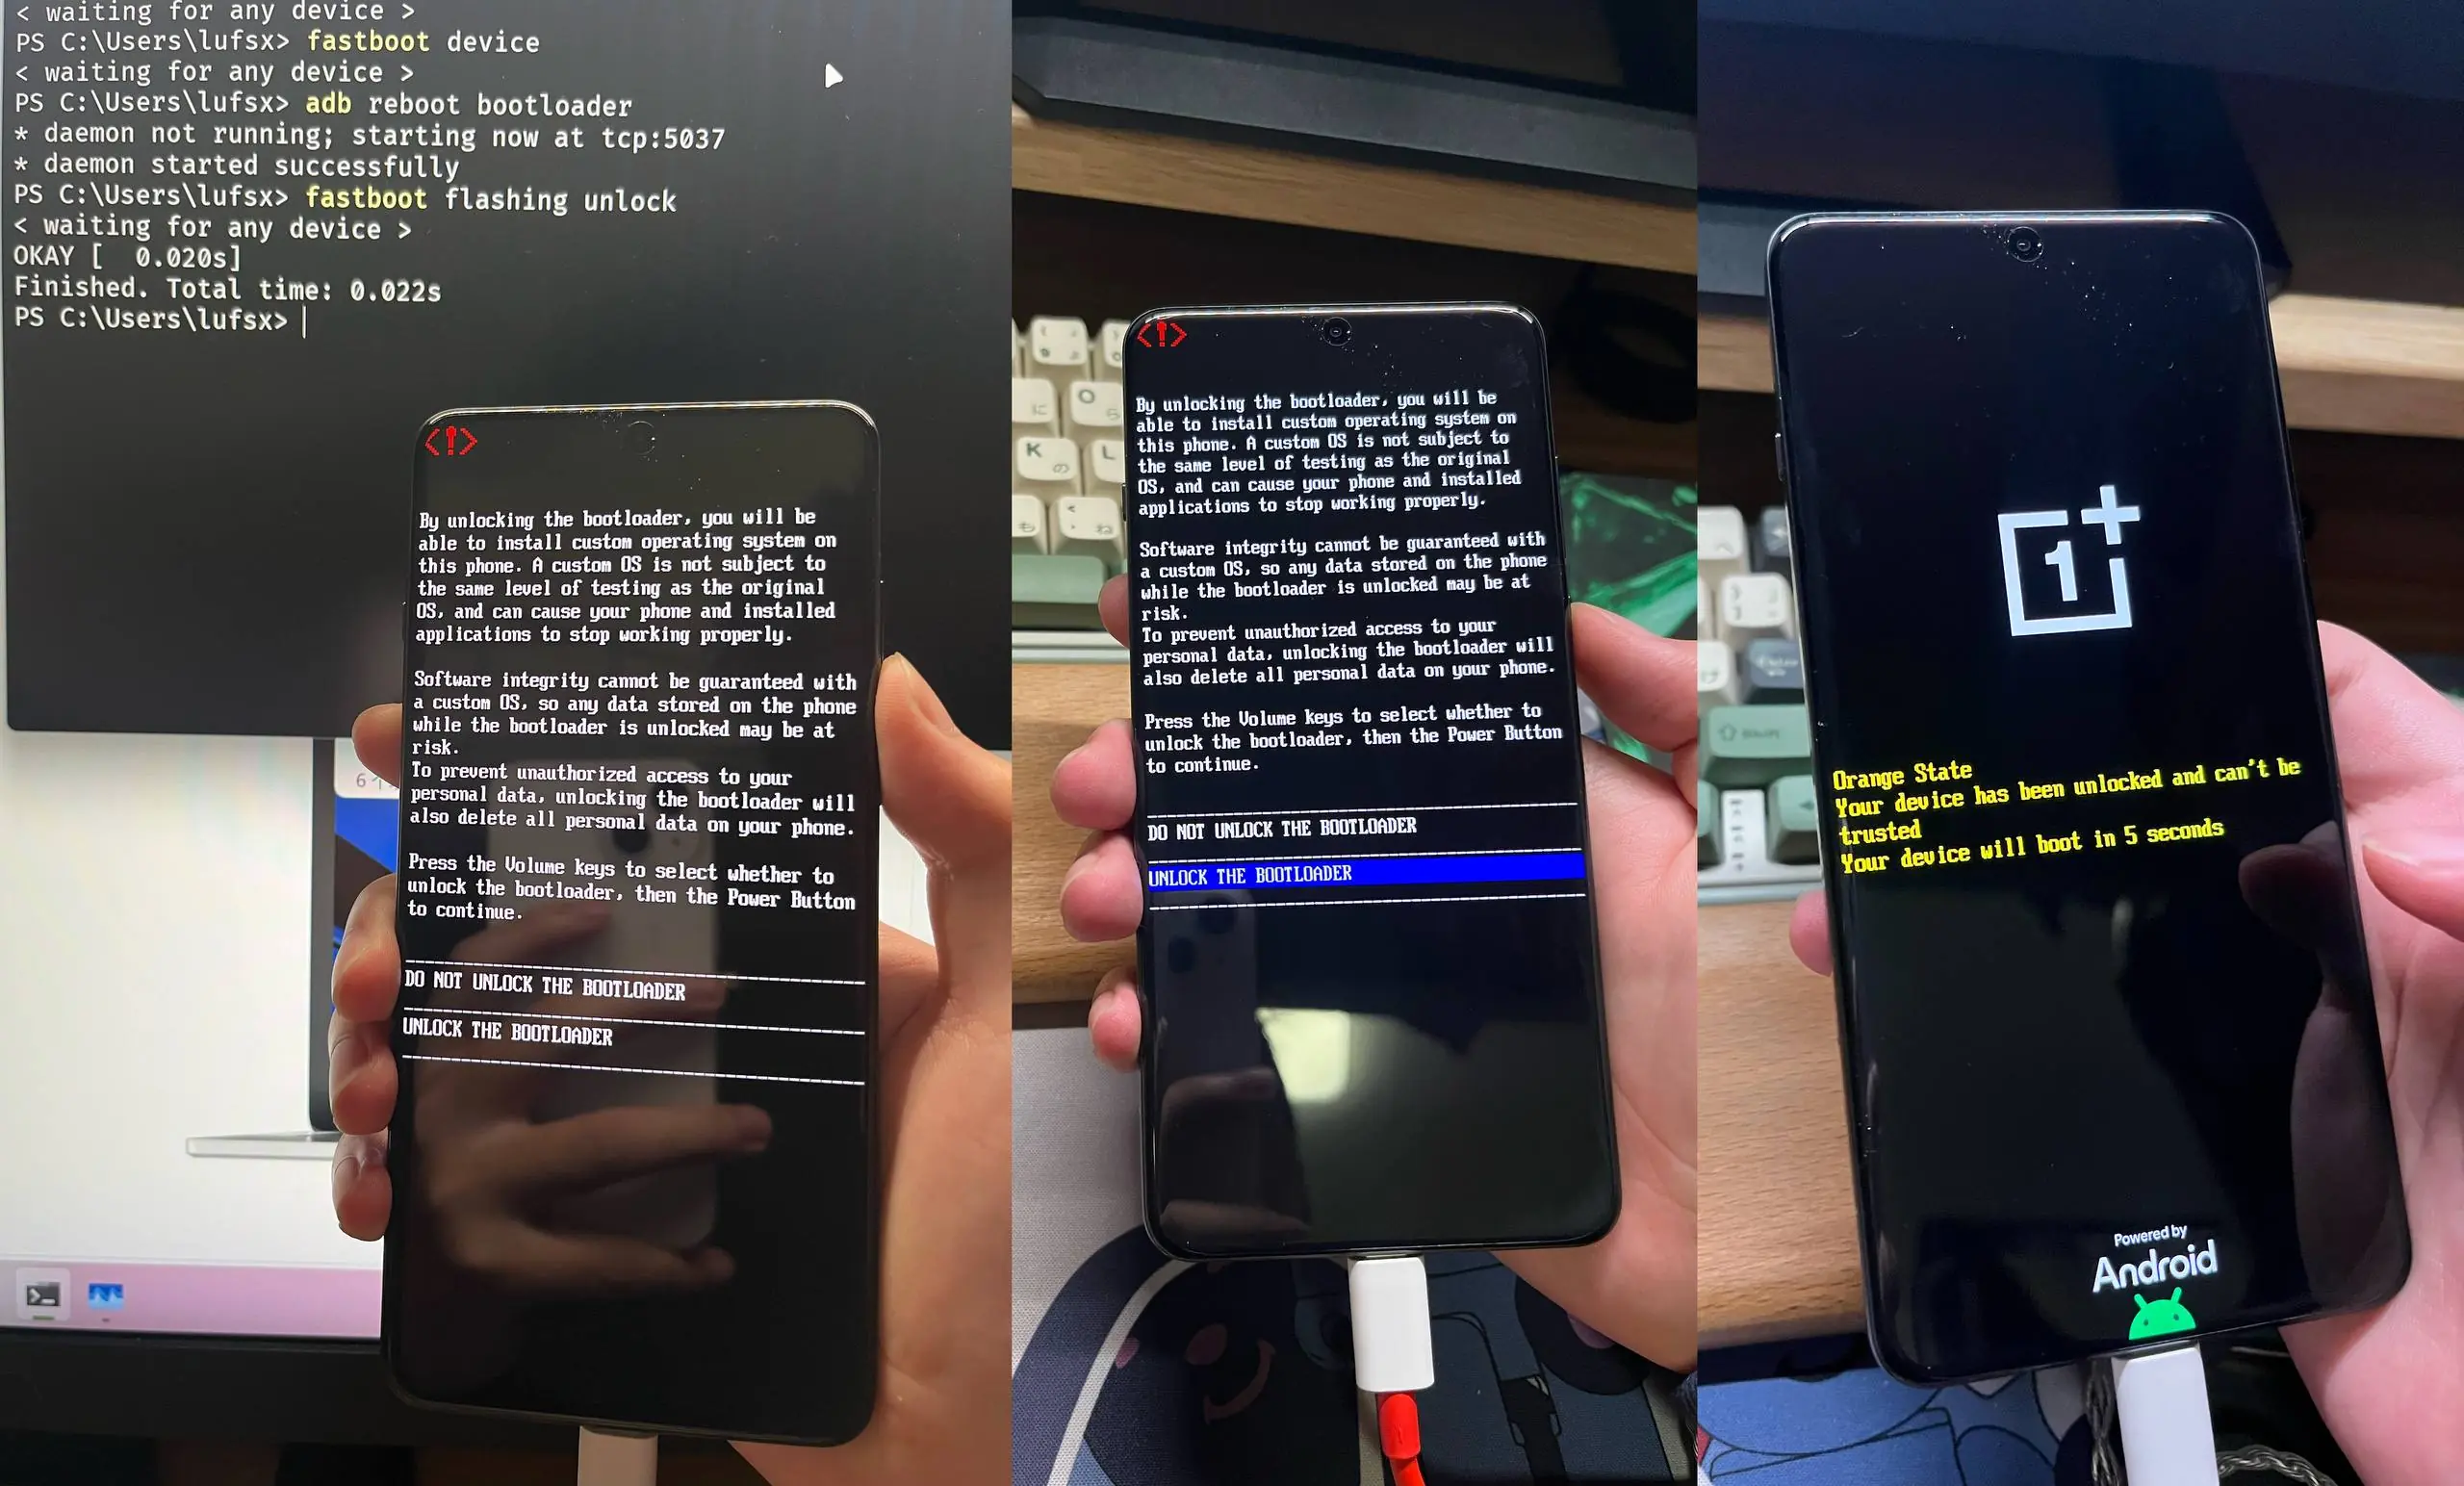 < waiting for any device >
PS C:\Users\lufsx> fastboot device
< waiting for any device >
PS C:\Users\lufsx> adb reboot bootloader
* daemon not running; starting now at tcp:5037
* daemon started successfully
PS C:\Users\lufsx> fastboot flashing unlock
< waiting for any device >
OKAY [  0.020s]
Finished. Total time: 0.022s
PS C:\Users\lufsx>
<!>
By unlocking the bootloader, you will be
able to install custom operating system on
this phone. A custom OS is not subject to
the same level of testing as the original
OS, and can cause your phone and installed
applications to stop working properly.
Software integrity cannot be guaranteed with
a custom OS, so any data stored on the phone
while the bootloader is unlocked may be at
risk.
To prevent unauthorized access to your
personal data, unlocking the bootloader will
also delete all personal data on your phone.
Press the Volume keys to select whether to
unlock the bootloader, then the Power Button
to continue.
DO NOT UNLOCK THE BOOTLOADER
UNLOCK THE BOOTLOADER
<!>
By unlocking the bootloader, you will be
able to install custom operating system on
this phone. A custom OS is not subject to
the same level of testing as the original
OS, and can cause your phone and installed
applications to stop working properly.
Software integrity cannot be guaranteed with
a custom OS, so any data stored on the phone
while the bootloader is unlocked may be at
risk.
To prevent unauthorized access to your
personal data, unlocking the bootloader will
also delete all personal data on your phone.
Press the Volume keys to select whether to
unlock the bootloader, then the Power Button
to continue.
DO NOT UNLOCK THE BOOTLOADER
UNLOCK THE BOOTLOADER
K の
L
O ら
に
も
ね
1+
Orange State
Your device has been unlocked and can't be
trusted
Your device will boot in 5 seconds
Powered by
Android